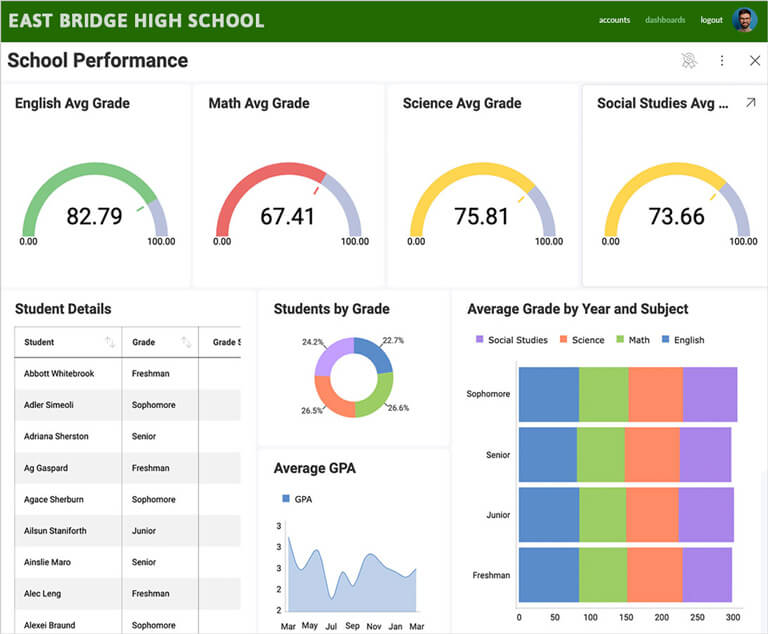 EAST BRIDGE HIGH SCHOOL
accounts dashboards logout
School Performance
English Avg Grade
82.79
0.00 100.00
Math Avg Grade
67.41
0.00 100.00
Science Avg Grade
75.81
0.00 100.00
Social Studies Avg ...
73.66
0.00 100.00
Student Details
Student Grade Grade S
Abbott Whitebrook Freshman
Adler Simeoli Sophomore
Adriana Sherston Senior
Ag Gaspard Freshman
Agace Sherburn Sophomore
Ailsun Staniforth Junior
Ainslie Maro Senior
Alec Leng Freshman
Alexei Braund Sophomore
Students by Grade
24.2% 22.7%
26.5% 26.6%
Average GPA
GPA
3
3
3
2
2
Mar May Jul Sep Nov Jan Mar
Average Grade by Year and Subject
Social Studies Science Math English
Sophomore
Senior
Junior
Freshman
0 50 100 150 200 250 300